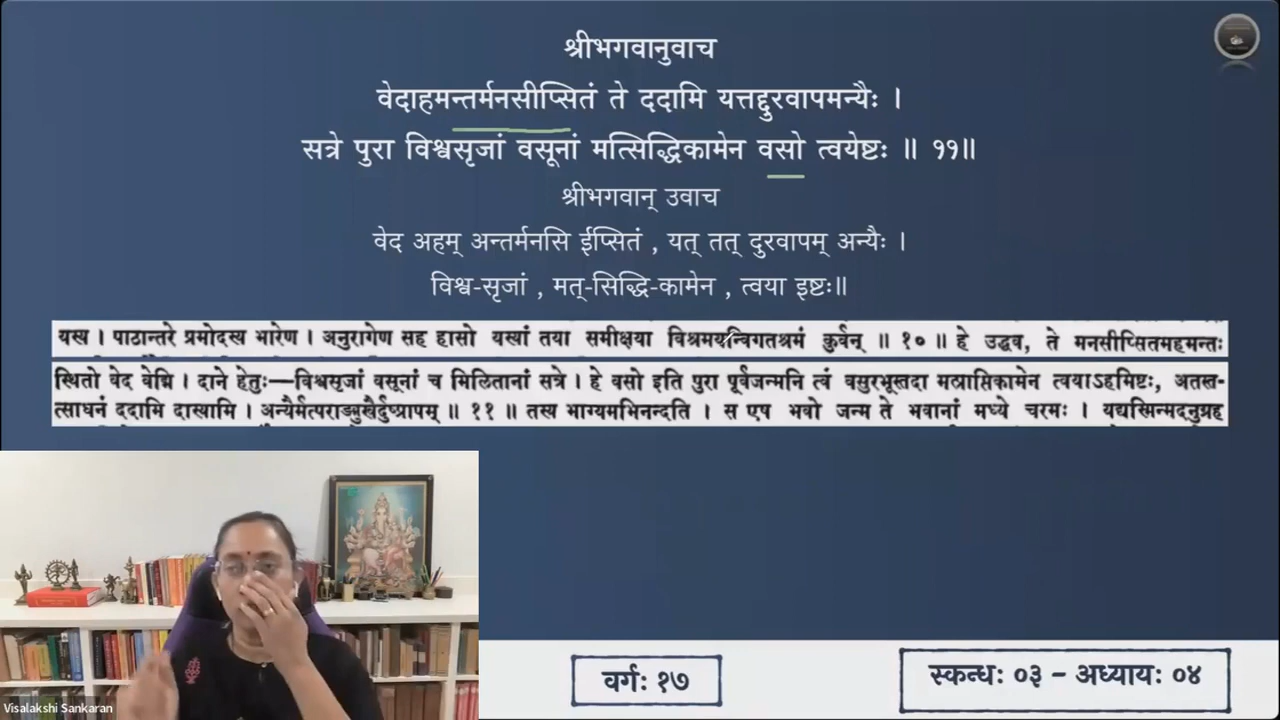 श्रीभगवानुवाच
वेदाहमन्तर्मनसीप्सितं ते ददामि यत्तद्दुरवापमन्यैः ।
सत्रे पुरा विश्वसृजां वसूनां मत्सिद्धिकामेन वसो त्वयेष्टः ॥ ११॥
श्रीभगवान् उवाच
वेद अहम् अन्तर्मनसि ईप्सितं , यत् तत् दुरवापम् अन्यैः ।
विश्व-सृजां , मत्-सिद्धि-कामेन , त्वया इष्टः॥
यस्य । पाठान्तरे प्रमोदस्य भारेण । अनुरागेण सह हासो यस्यां तया समीक्षया विश्रमयन्विगतश्रमं कुर्वन् ॥ १० ॥ हे उद्धव, ते मनसीप्सितमहमन्तः
स्थितो वेद वेद्मि । दाने हेतुः—विश्वसृजां वसूनां च मिलितानां सत्रे । हे वसो इति पुरा पूर्वजन्मनि त्वं वसुरभूस्तदा मत्प्राप्तिकामेन त्वयाऽहमिष्टः, अतस्त-
त्साधनं ददामि दास्यामि । अन्यैर्मत्पराङ्मुखैर्दुष्प्रापम् ॥ ११ ॥ तस्य भाग्यमभिनन्दति । स एष भवो जन्म ते भवानां मध्ये चरमः । यद्यस्मिन्मदनुग्रह
Visalakshi Sankaran
वर्गः १७
स्कन्धः ०३ - अध्यायः ०४